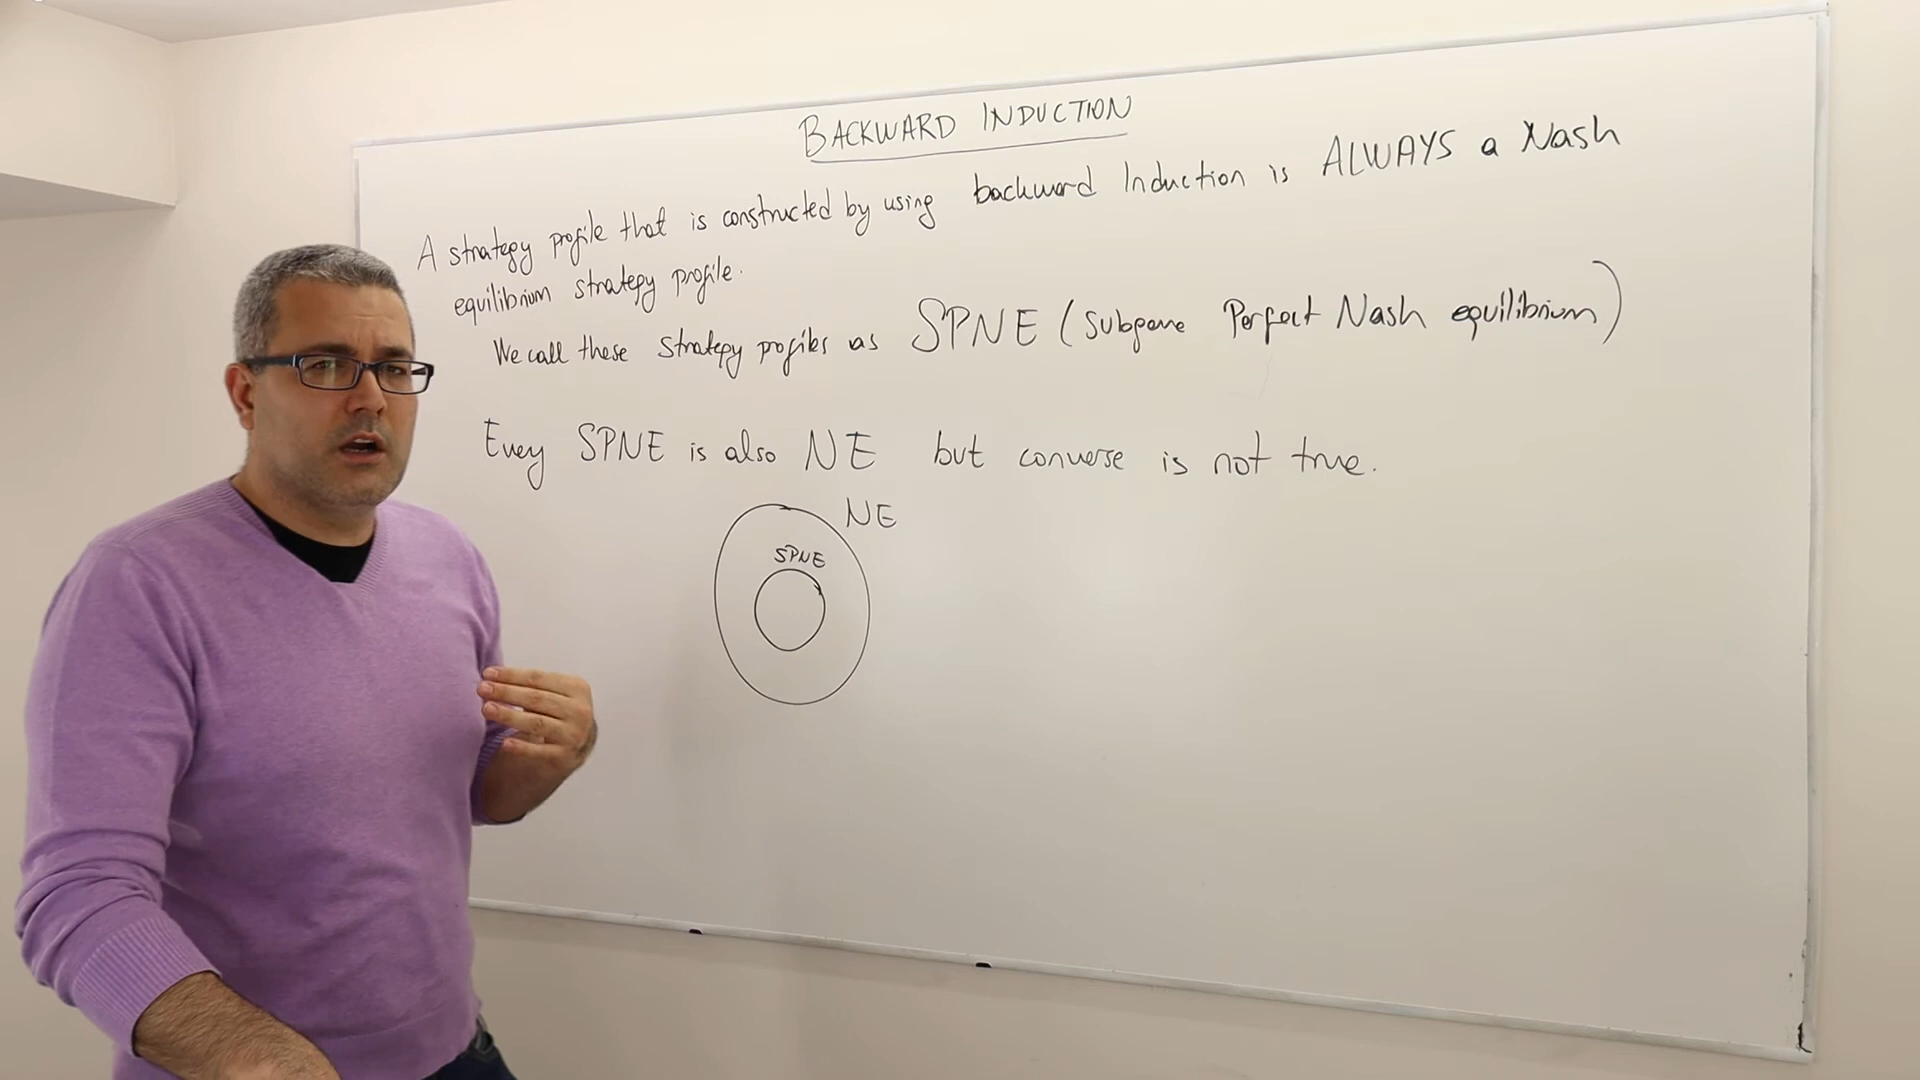 BACKWARD INDUCTION
A strategy profile that is constructed by using backward Induction is ALWAYS a Nash
equilibrium strategy profile.
We call these strategy profiles as SPNE (Subgame Perfect Nash equilibrium)
Every SPNE is also NE but converse is not true.
NE
SPNE